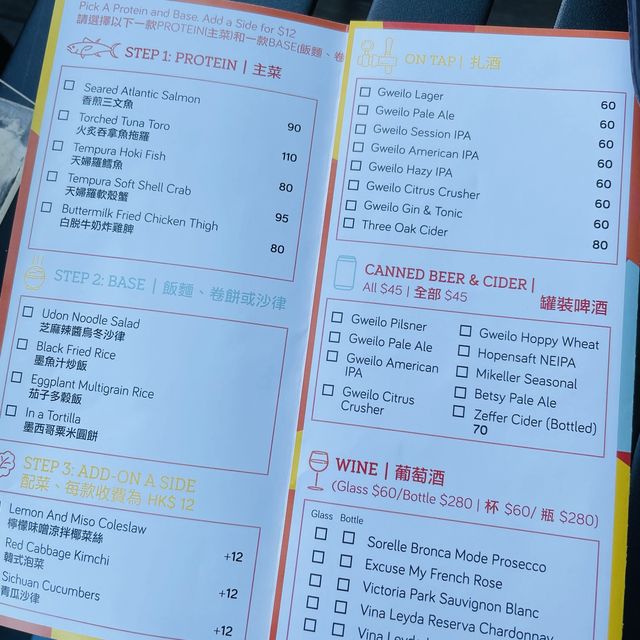 Pick A Protein and Base. Add a Side for $12
請選擇以下一款PROTEIN(主菜)和一款BASE(飯麵、卷
STEP 1: PROTEIN | 主菜
Seared Atlantic Salmon 90
香煎三文魚
Torched Tuna Toro 110
火炙吞拿魚拖羅
Tempura Hoki Fish 80
天婦羅鱈魚
Tempura Soft Shell Crab 95
天婦羅軟殼蟹
Buttermilk Fried Chicken Thigh 80
白脱牛奶炸雞脾
STEP 2: BASE | 飯麵、卷餅或沙律
Udon Noodle Salad
芝麻辣醬烏冬沙律
Black Fried Rice
墨魚汁炒飯
Eggplant Multigrain Rice
茄子多穀飯
In a Tortilla
墨西哥粟米圓餅
STEP 3: ADD-ON A SIDE
配菜、每款收費為 HK$ 12
Lemon And Miso Coleslaw +12
檸檬味噌涼拌椰菜絲
Red Cabbage Kimchi +12
韓式泡菜
Sichuan Cucumbers +12
青瓜沙律
ON TAP | 扎酒
Gweilo Lager 60
Gweilo Pale Ale 60
Gweilo Session IPA 60
Gweilo American IPA 60
Gweilo Hazy IPA 60
Gweilo Citrus Crusher 60
Gweilo Gin & Tonic 60
Three Oak Cider 80
CANNED BEER & CIDER | 罐裝啤酒
All $45 | 全部 $45
Gweilo Pilsner
Gweilo Pale Ale
Gweilo American
IPA
Gweilo Citrus
Crusher
Gweilo Hoppy Wheat
Hopensaft NEIPA
Mikeller Seasonal
Betsy Pale Ale
Zeffer Cider (Bottled)
70
WINE | 葡萄酒
(Glass $60/Bottle $280 | 杯 $60/ 瓶 $280)
Glass Bottle
Sorelle Bronca Mode Prosecco
Excuse My French Rose
Victoria Park Sauvignon Blanc
Vina Leyda Reserva Chardonnay
Vina